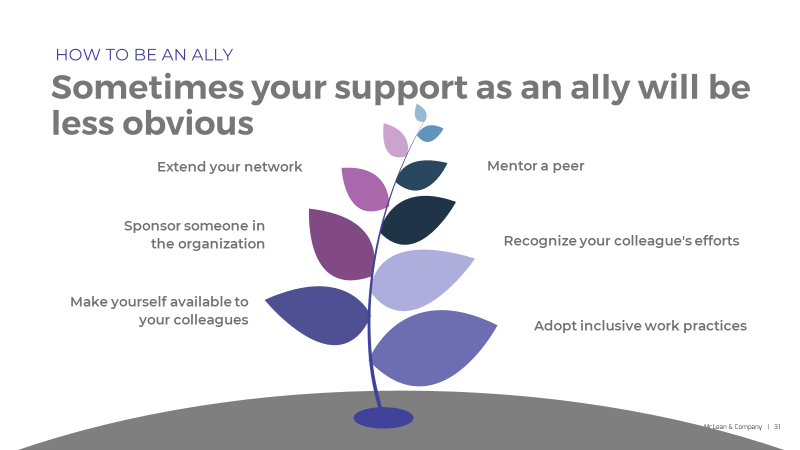 HOW TO BE AN ALLY
Sometimes your support as an ally will be
less obvious
Extend your network
Mentor a peer
Sponsor someone in
the organization
Recognize your colleague's efforts
Make yourself available to
your colleagues
Adopt inclusive work practices
McLean & Company | 31